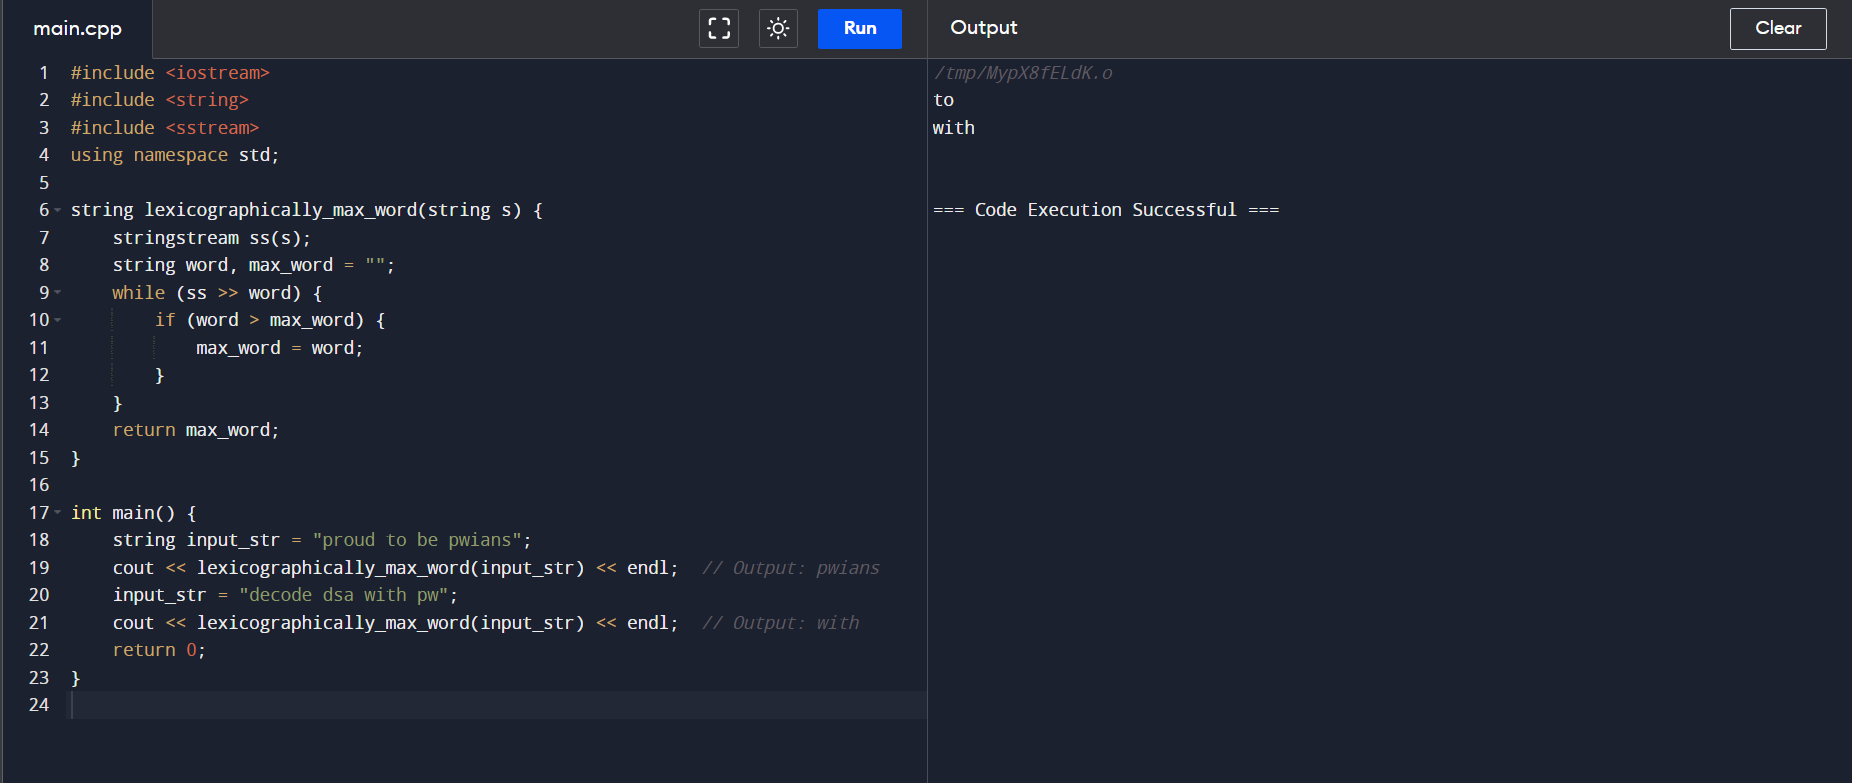 main.cpp
Run
Output
Clear
1 #include <iostream>
2 #include <string>
3 #include <sstream>
4 using namespace std;
5
6 string lexicographically_max_word(string s) {
7     stringstream ss(s);
8     string word, max_word = "";
9     while (ss >> word) {
10         if (word > max_word) {
11             max_word = word;
12         }
13     }
14     return max_word;
15 }
16
17 int main() {
18     string input_str = "proud to be pwians";
19     cout << lexicographically_max_word(input_str) << endl;  // Output: pwians
20     input_str = "decode dsa with pw";
21     cout << lexicographically_max_word(input_str) << endl;  // Output: with
22     return 0;
23 }
24
/tmp/MypX8fELdK.o
to
with
=== Code Execution Successful ===